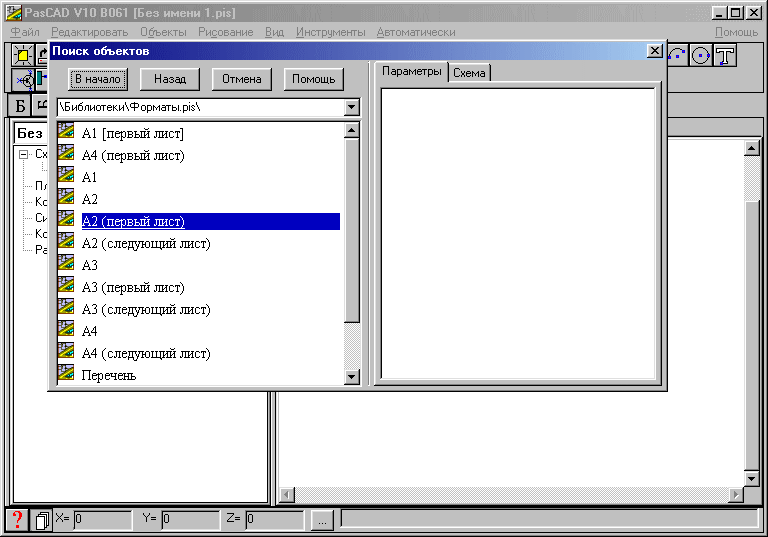 PasCAD V10 B061 [Без имени 1.pis]
Файл Редактировать Объекты Рисование Вид Инструменты Автоматически Помощь
Поиск объектов
В начало Назад Отмена Помощь
Параметры Схема
\Библиотеки\Форматы.pis\
А1 [первый лист]
А4 (первый лист)
А1
А2
А2 (первый лист)
А2 (следующий лист)
А3
А3 (первый лист)
А3 (следующий лист)
А4
А4 (следующий лист)
Перечень
Б
Без
Сх
Пл
Ко
Си
Ко
Ра
X= 0 Y= 0 Z= 0 ...